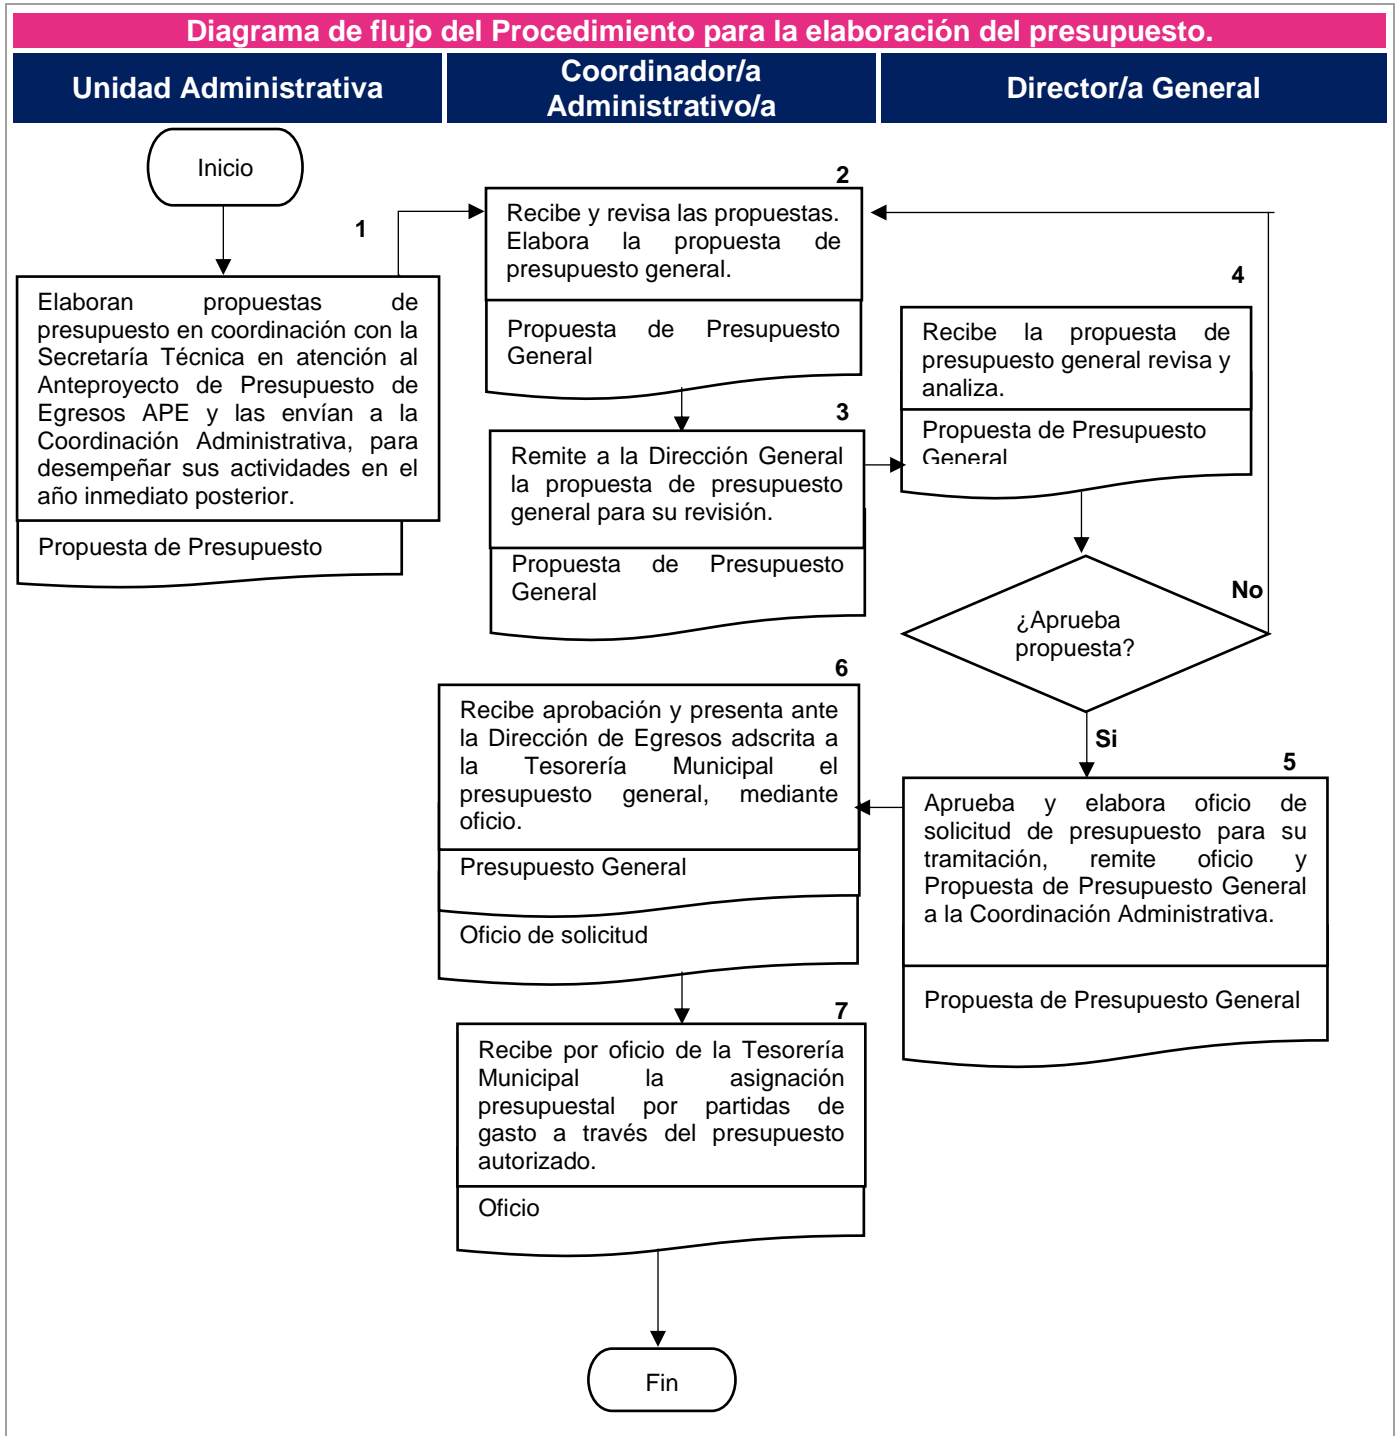 Diagrama de flujo del Procedimiento para la elaboración del presupuesto.
Unidad Administrativa
Coordinador/a
Administrativo/a
Director/a General
Inicio
1
Elaboran propuestas de
presupuesto en coordinación con la
Secretaría Técnica en atención al
Anteproyecto de Presupuesto de
Egresos APE y las envían a la
Coordinación Administrativa, para
desempeñar sus actividades en el
año inmediato posterior.
Propuesta de Presupuesto
2
Recibe y revisa las propuestas.
Elabora la propuesta de
presupuesto general.
Propuesta de Presupuesto
General
3
Remite a la Dirección General
la propuesta de presupuesto
general para su revisión.
Propuesta de Presupuesto
General
4
Recibe la propuesta de
presupuesto general revisa y
analiza.
Propuesta de Presupuesto
General
¿Aprueba
propuesta?
No
Si
5
Aprueba y elabora oficio de
solicitud de presupuesto para su
tramitación, remite oficio y
Propuesta de Presupuesto General
a la Coordinación Administrativa.
Propuesta de Presupuesto General
6
Recibe aprobación y presenta ante
la Dirección de Egresos adscrita a
la Tesorería Municipal el
presupuesto general, mediante
oficio.
Presupuesto General
Oficio de solicitud
7
Recibe por oficio de la Tesorería
Municipal la asignación
presupuestal por partidas de
gasto a través del presupuesto
autorizado.
Oficio
Fin